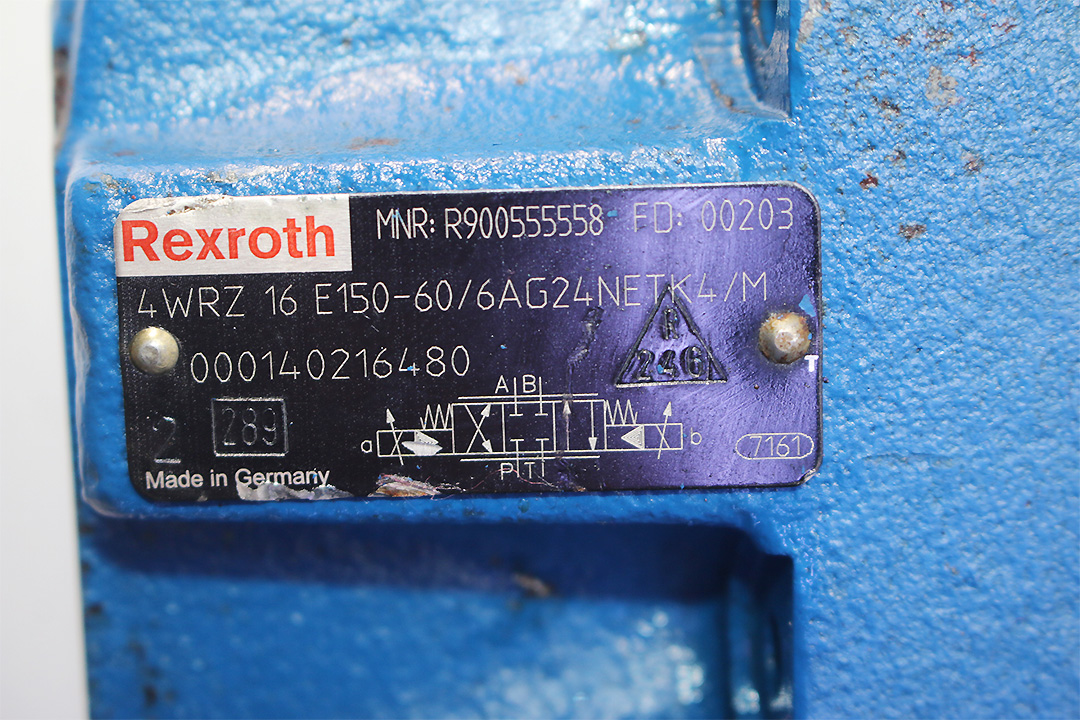 Rexroth
MNR: R900555558 FD: 00203
4WRZ 16 E150-60/6AG24NETK4/M
000140216480
2
289
246
A B
a
b
P T
7161
T
Made in Germany